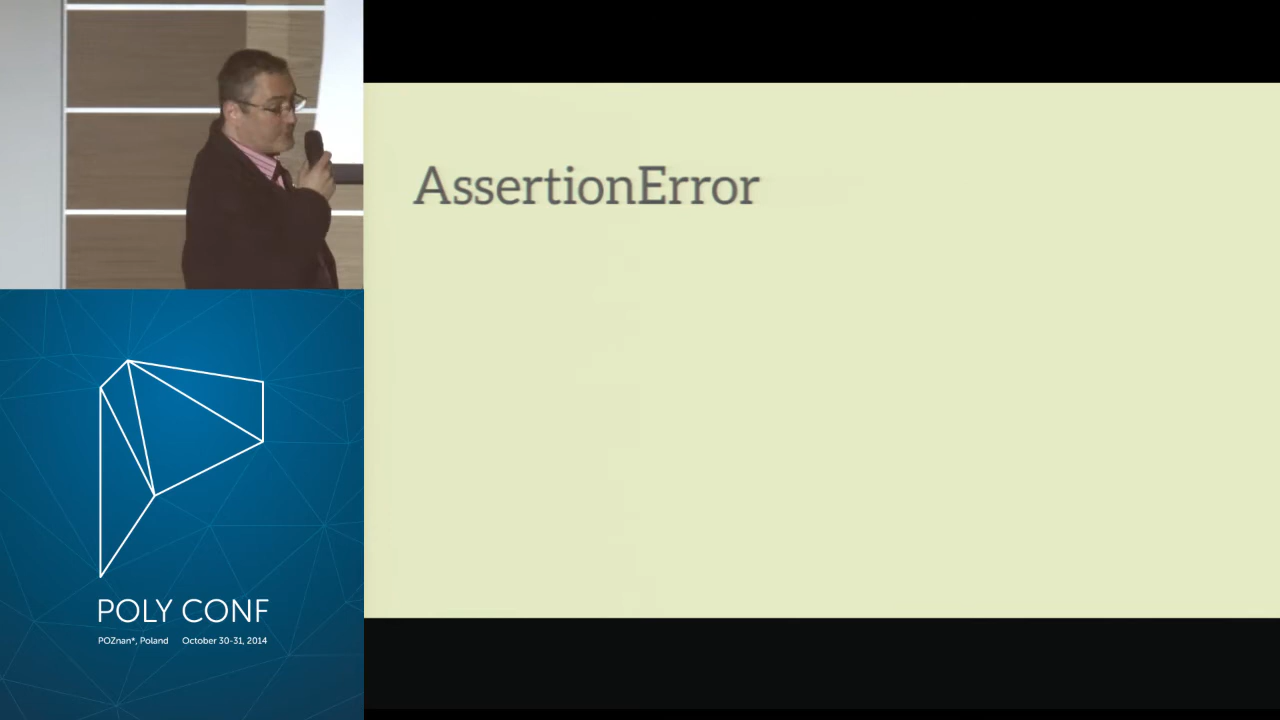 AssertionError
POLY CONF
POZnan*, Poland October 30-31, 2014